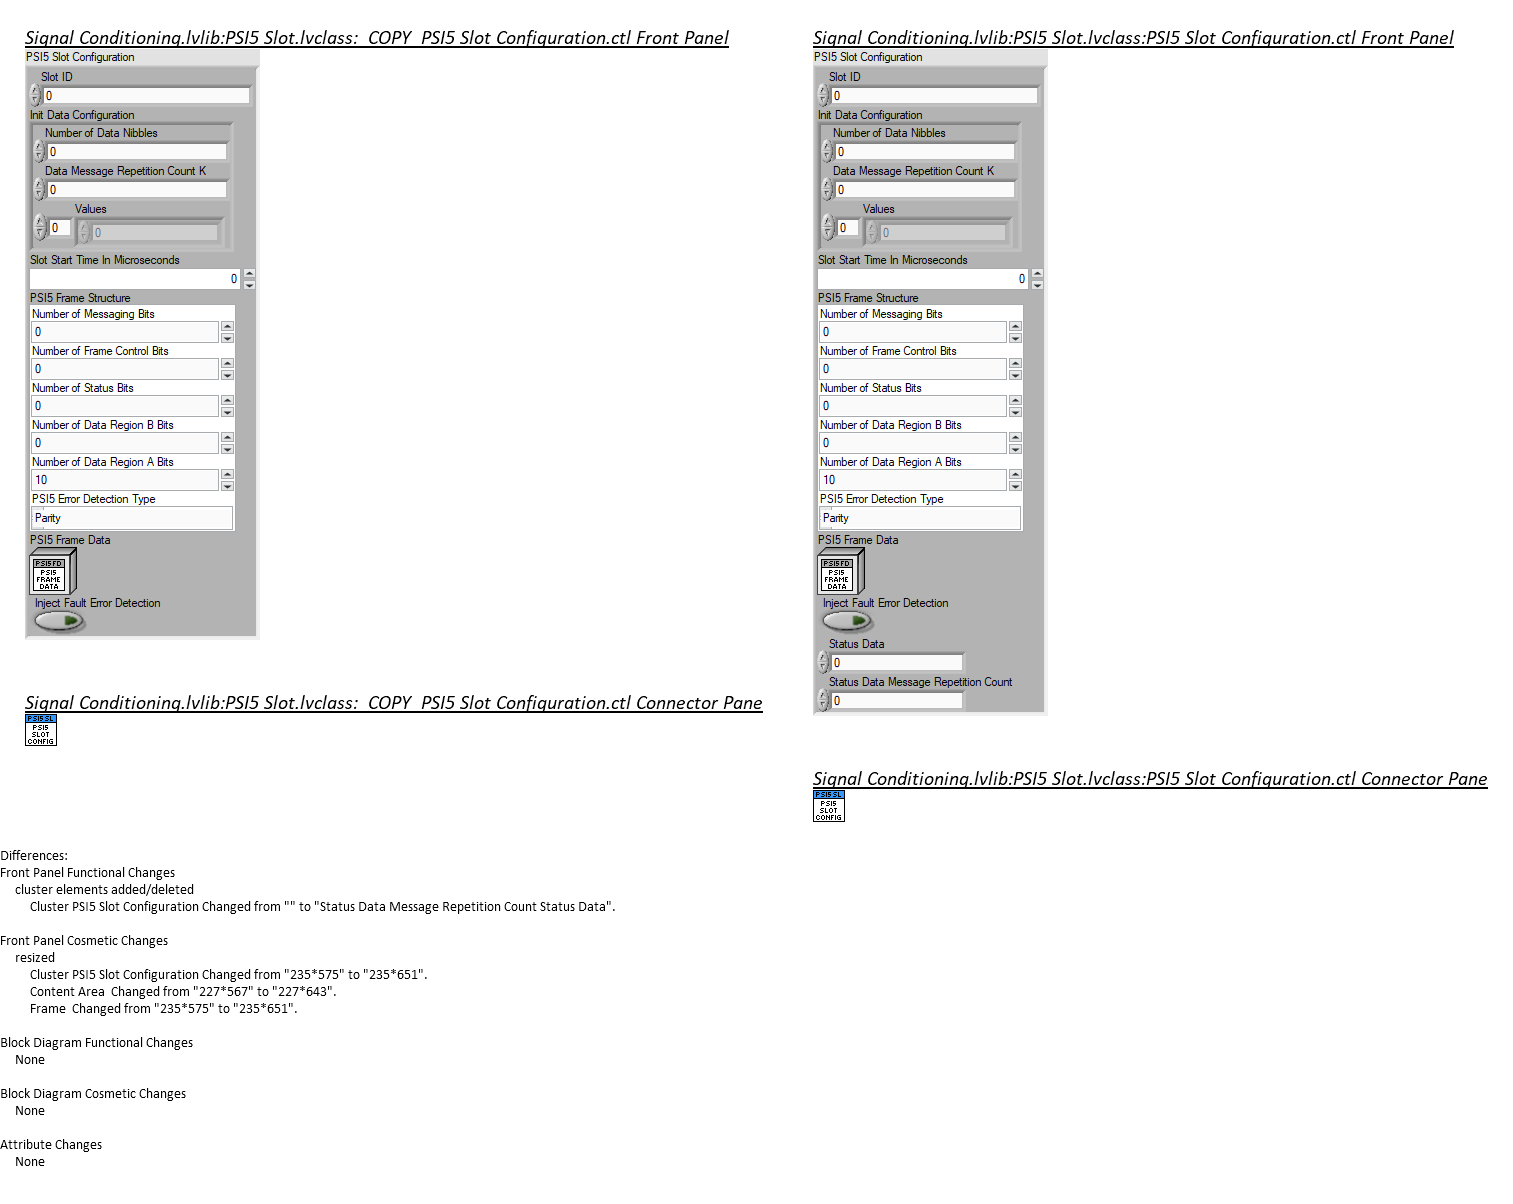 Signal Conditioning.lvlib:PSI5 Slot.lvclass:_COPY_PSI5 Slot Configuration.ctl Front Panel
PSI5 Slot Configuration
Slot ID
0
Init Data Configuration
Number of Data Nibbles
0
Data Message Repetition Count K
0
Values
0
0
Slot Start Time In Microseconds
0
PSI5 Frame Structure
Number of Messaging Bits
0
Number of Frame Control Bits
0
Number of Status Bits
0
Number of Data Region B Bits
0
Number of Data Region A Bits
10
PSI5 Error Detection Type
Parity
PSI5 Frame Data
PSI5FD
PSI5
FRAME
DATA
Inject Fault Error Detection
Signal Conditioning.lvlib:PSI5 Slot.lvclass:_COPY_PSI5 Slot Configuration.ctl Connector Pane
PSI5 SL
PSI5
SLOT
CONFIG
Signal Conditioning.lvlib:PSI5 Slot.lvclass:PSI5 Slot Configuration.ctl Front Panel
PSI5 Slot Configuration
Slot ID
0
Init Data Configuration
Number of Data Nibbles
0
Data Message Repetition Count K
0
Values
0
0
Slot Start Time In Microseconds
0
PSI5 Frame Structure
Number of Messaging Bits
0
Number of Frame Control Bits
0
Number of Status Bits
0
Number of Data Region B Bits
0
Number of Data Region A Bits
10
PSI5 Error Detection Type
Parity
PSI5 Frame Data
PSI5FD
PSI5
FRAME
DATA
Inject Fault Error Detection
Status Data
0
Status Data Message Repetition Count
0
Signal Conditioning.lvlib:PSI5 Slot.lvclass:PSI5 Slot Configuration.ctl Connector Pane
PSI5 SL
PSI5
SLOT
CONFIG
Differences:
Front Panel Functional Changes
cluster elements added/deleted
Cluster PSI5 Slot Configuration Changed from "" to "Status Data Message Repetition Count Status Data".
Front Panel Cosmetic Changes
resized
Cluster PSI5 Slot Configuration Changed from "235*575" to "235*651".
Content Area  Changed from "227*567" to "227*643".
Frame  Changed from "235*575" to "235*651".
Block Diagram Functional Changes
None
Block Diagram Cosmetic Changes
None
Attribute Changes
None